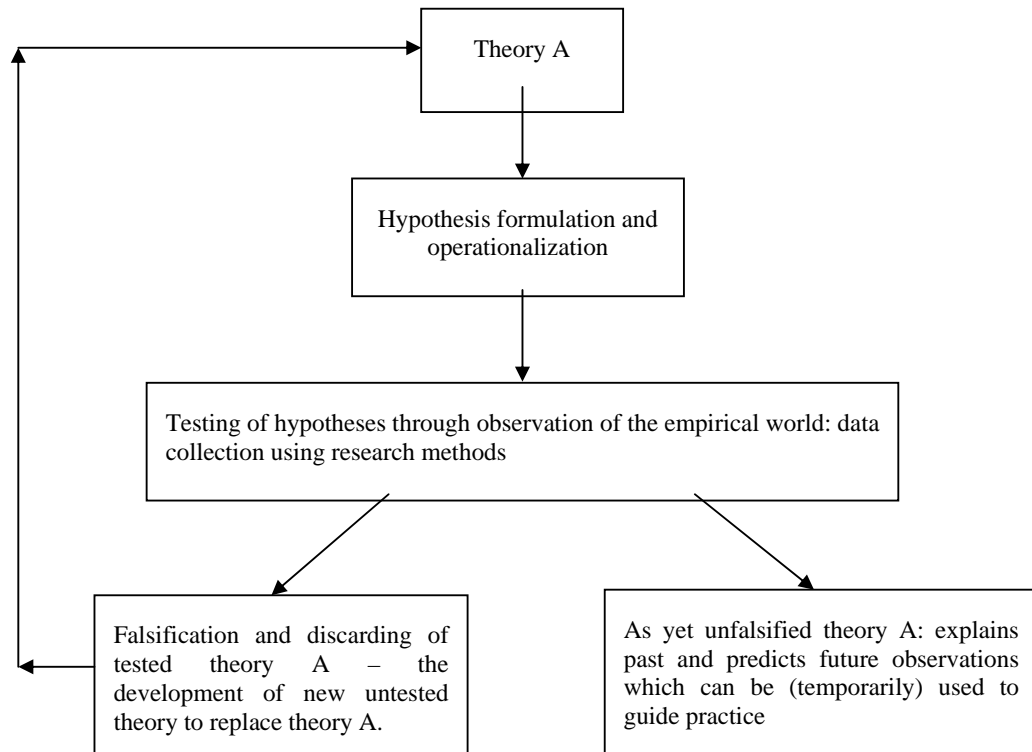 Theory A
Hypothesis formulation and
operationalization
Testing of hypotheses through observation of the empirical world: data
collection using research methods
Falsification and discarding of
tested theory A – the
development of new untested
theory to replace theory A.
As yet unfalsified theory A: explains
past and predicts future observations
which can be (temporarily) used to
guide practice